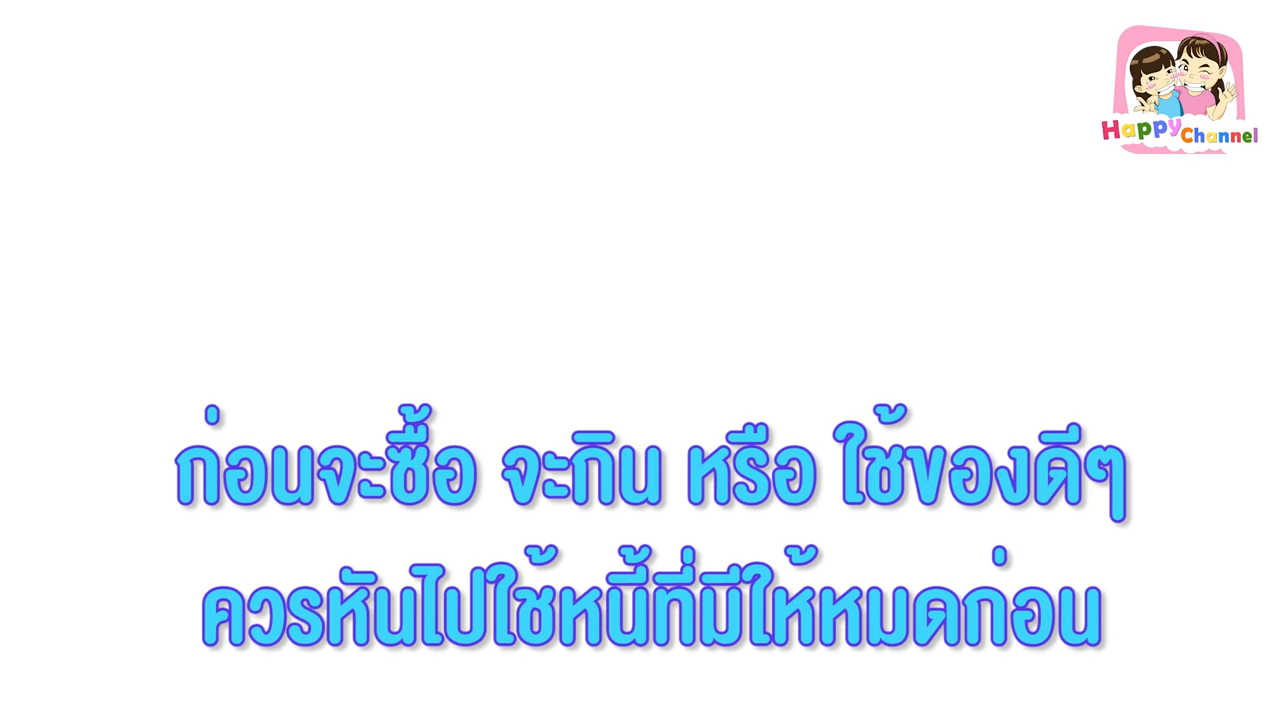 Happy Channel
ก่อนจะซื้อ จะกิน หรือ ใช้ของดีๆ
ควรหันไปใช้หนี้ที่มีให้หมดก่อน